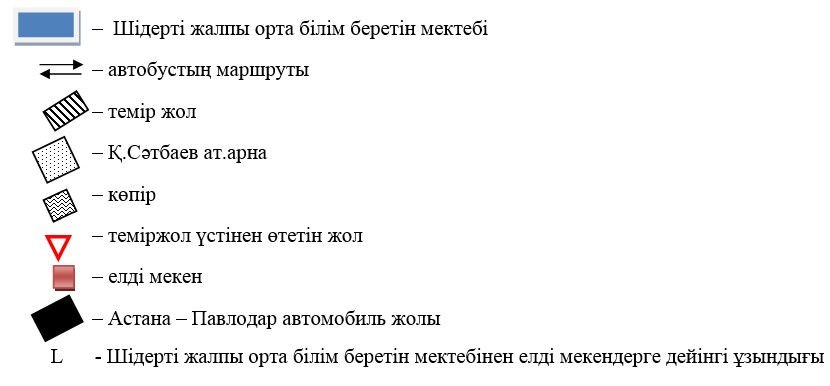 – Шідерті жалпы орта білім беретін мектебі
– автобустың маршруты
– темір жол
– Қ.Сәтбаев ат.арна
– көпір
– теміржол үстінен өтетін жол
– елді мекен
– Астана – Павлодар автомобиль жолы
L - Шідерті жалпы орта білім беретін мектебінен елді мекендерге дейінгі ұзындығы